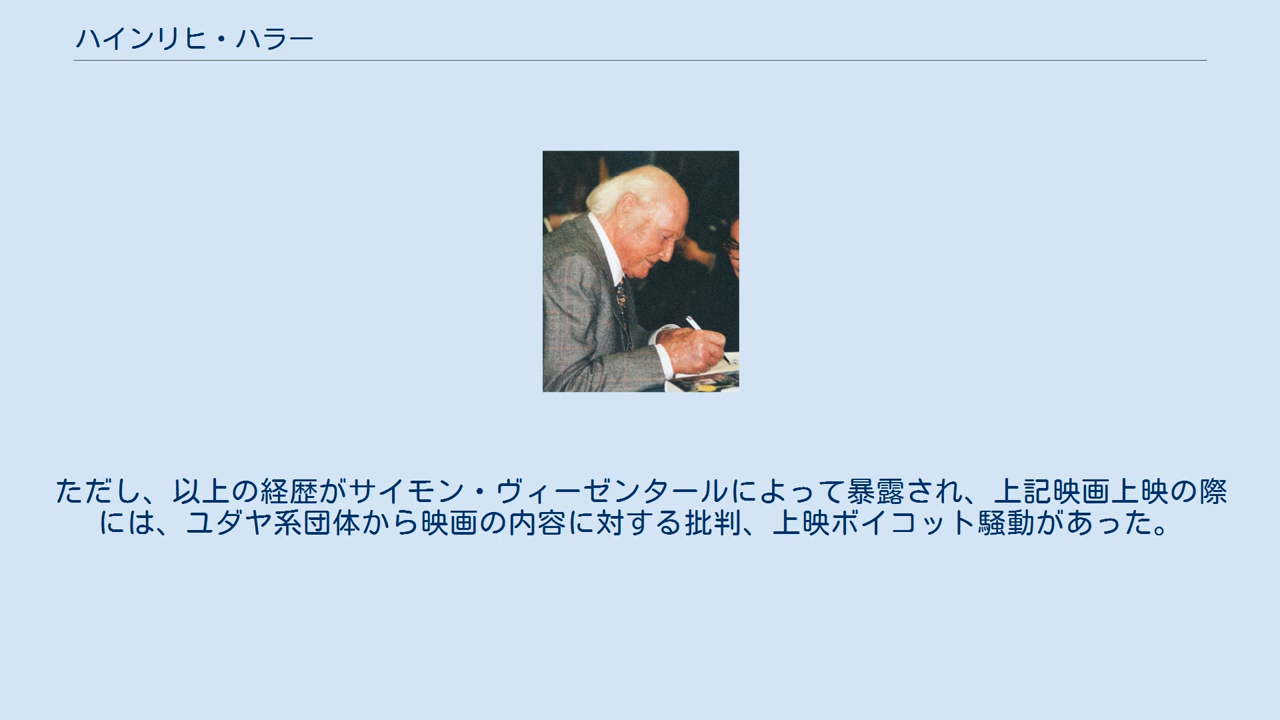 ハインリヒ・ハラー
ただし、以上の経歴がサイモン・ヴィーゼンタールによって暴露され、上記映画上映の際
には、ユダヤ系団体から映画の内容に対する批判、上映ボイコット騒動があった。